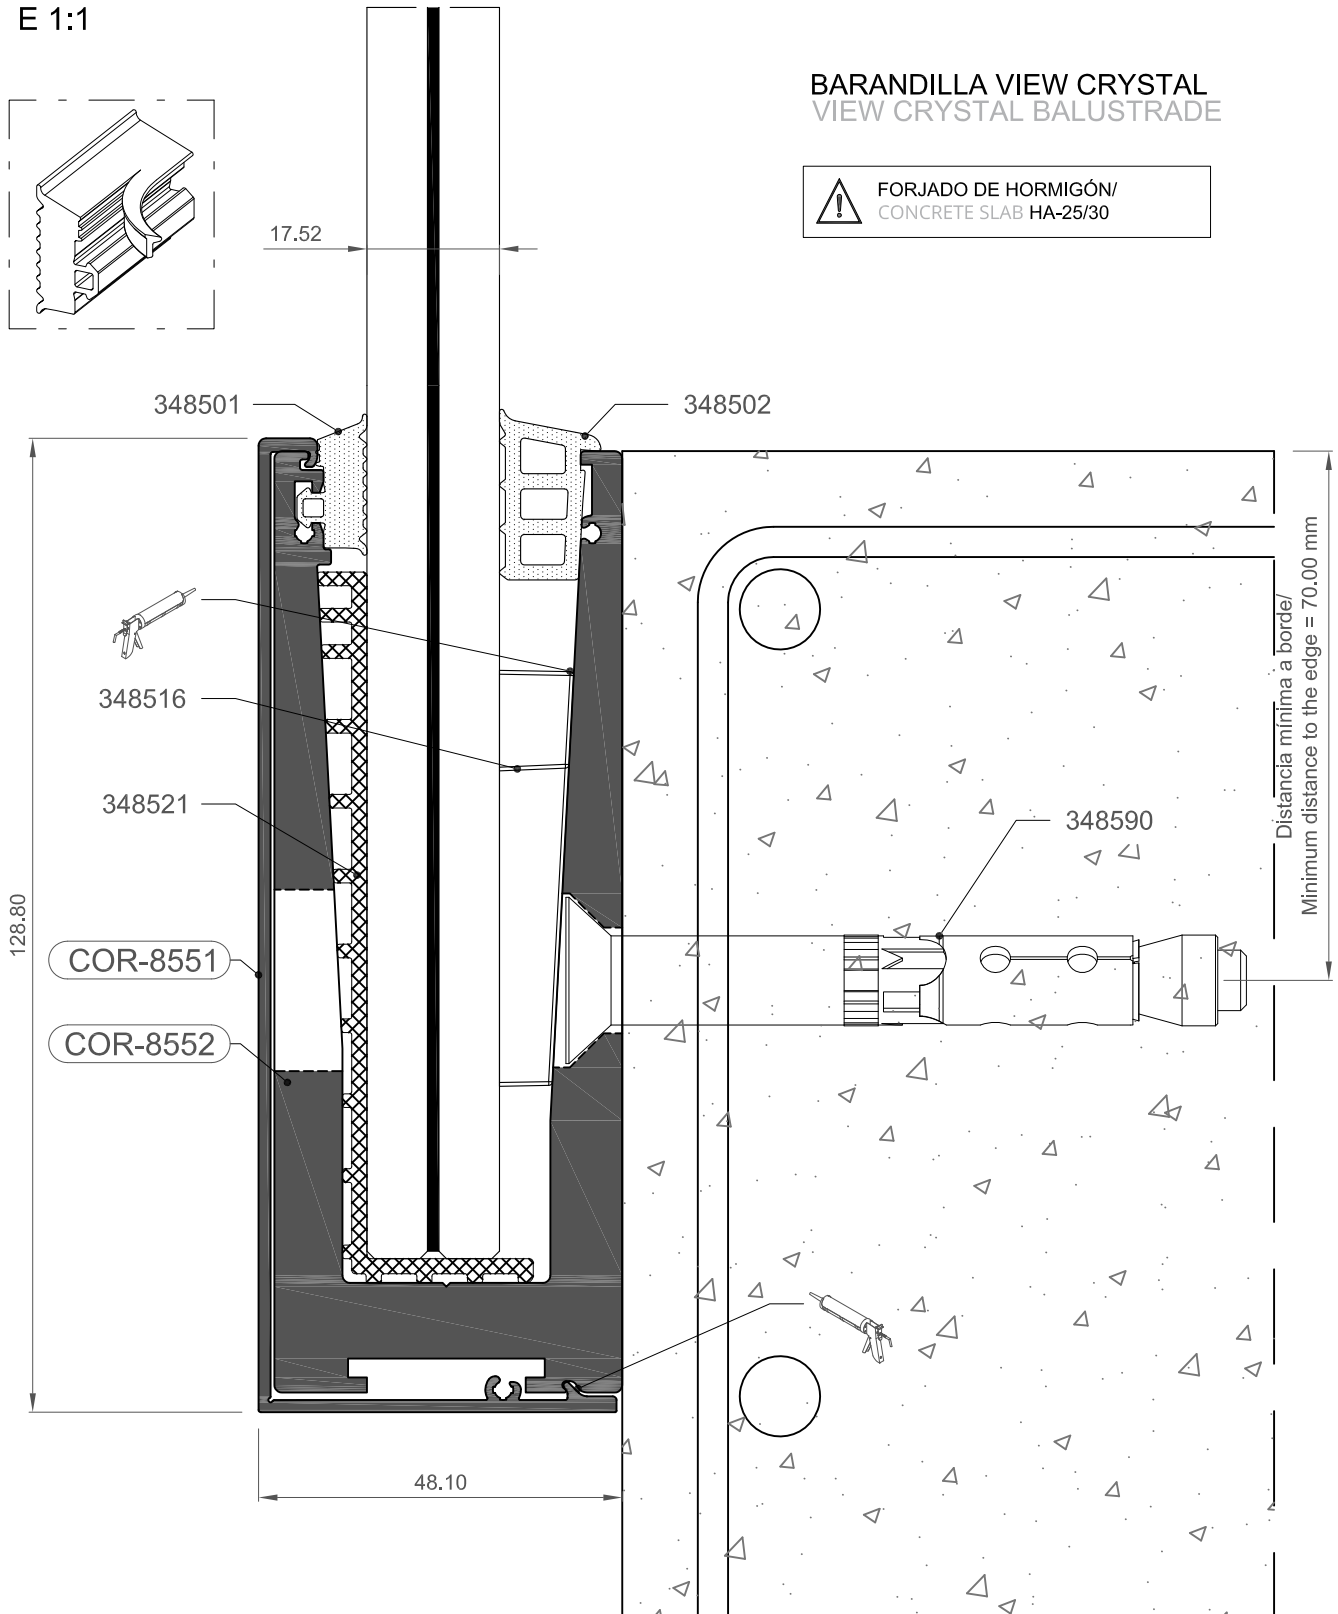 E 1:1
BARANDILLA VIEW CRYSTAL
VIEW CRYSTAL BALUSTRADE
FORJADO DE HORMIGÓN/
CONCRETE SLAB HA-25/30
17.52
348501
348502
348516
348521
348590
Distancia mínima a borde/
Minimum distance to the edge = 70.00 mm
128.80
COR-8551
COR-8552
48.10